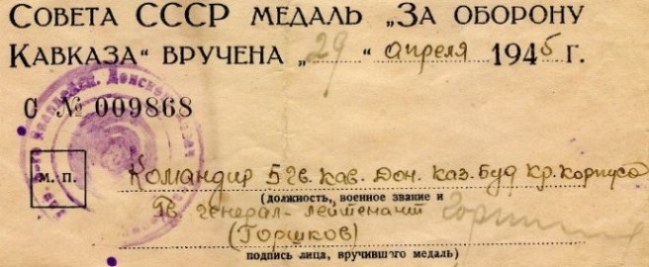 Совета СССР медаль „За оборону
Кавказа“ вручена „29“ апреля 1945 г.
С № 009868
м. п.
Командир 5 гв. Кав. Дон. Каз. Буд Кр. Корпуса
(должность, военное звание и
Гв генерал-лейтенант
(Горшков)
подпись лица, вручившего медаль)